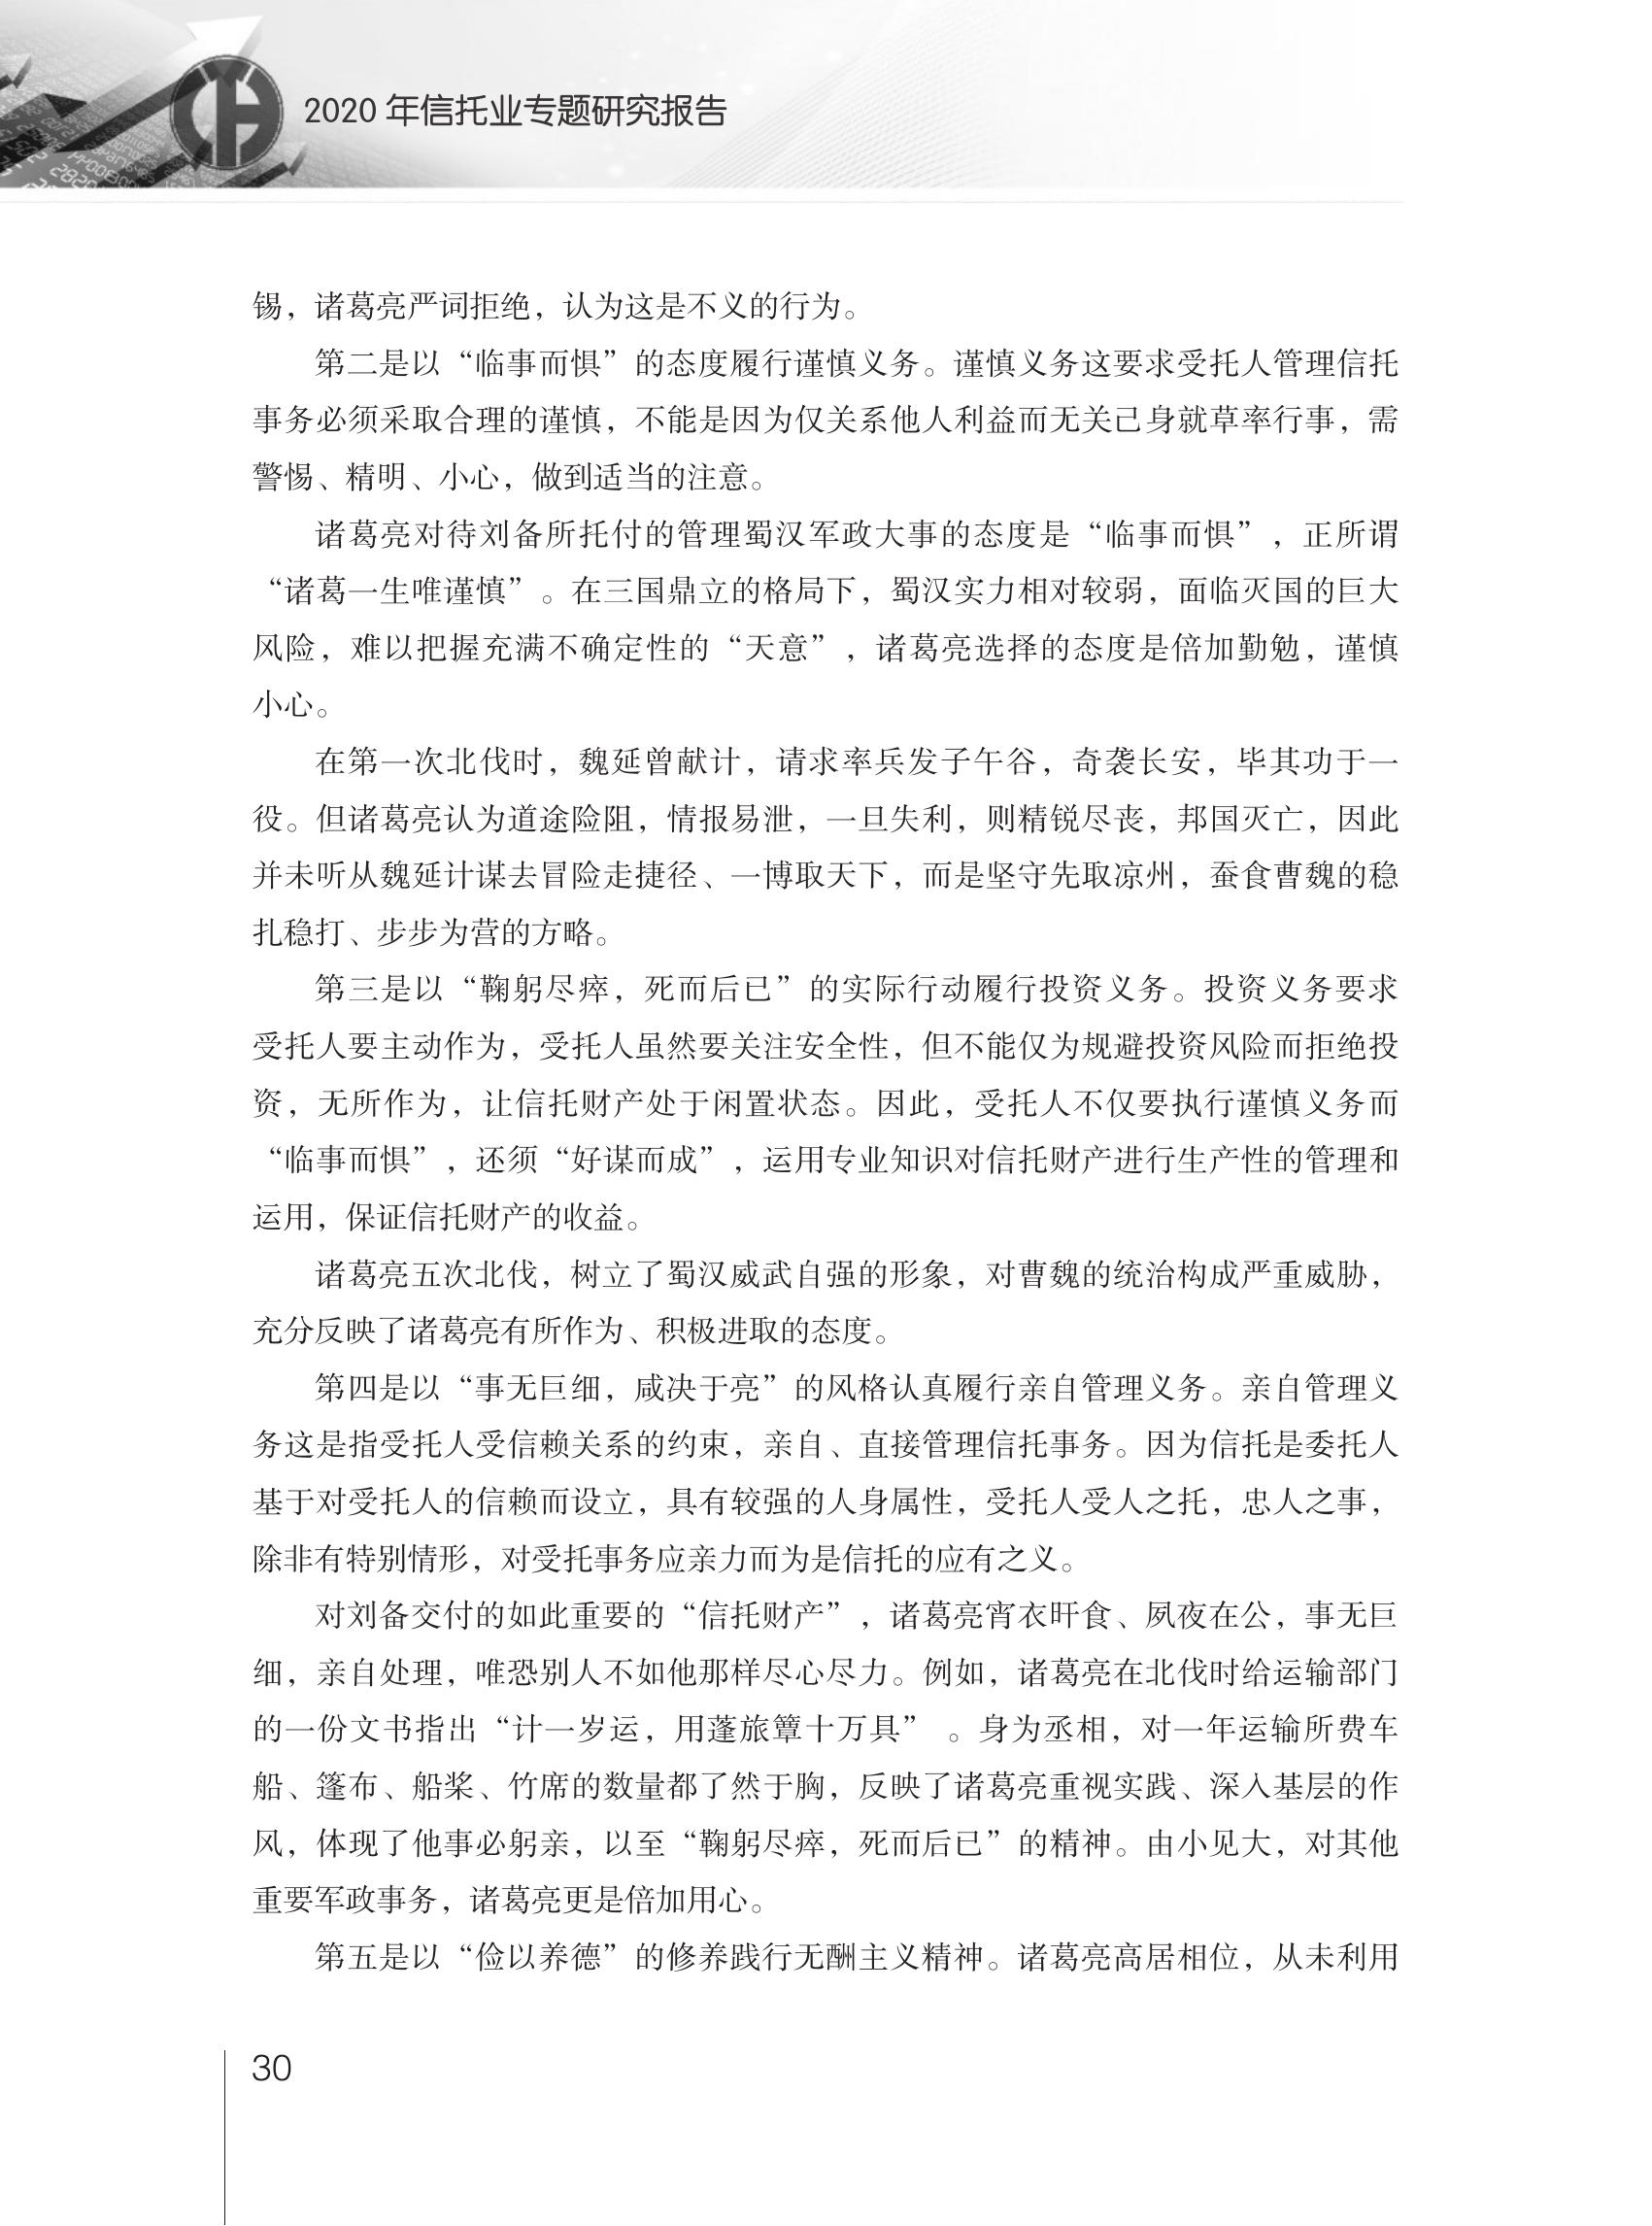 2020 年信托业专题研究报告
锡，诸葛亮严词拒绝，认为这是不义的行为。
第二是以“临事而惧”的态度履行谨慎义务。谨慎义务这要求受托人管理信托
事务必须采取合理的谨慎，不能是因为仅关系他人利益而无关己身就草率行事，需
警惕、精明、小心，做到适当的注意。
诸葛亮对待刘备所托付的管理蜀汉军政大事的态度是“临事而惧”，正所谓
“诸葛一生唯谨慎”。在三国鼎立的格局下，蜀汉实力相对较弱，面临灭国的巨大
风险，难以把握充满不确定性的“天意”，诸葛亮选择的态度是倍加勤勉，谨慎
小心。
在第一次北伐时，魏延曾献计，请求率兵发子午谷，奇袭长安，毕其功于一
役。但诸葛亮认为道途险阻，情报易泄，一旦失利，则精锐尽丧，邦国灭亡，因此
并未听从魏延计谋去冒险走捷径、一博取天下，而是坚守先取凉州，蚕食曹魏的稳
扎稳打、步步为营的方略。
第三是以“鞠躬尽瘁，死而后已”的实际行动履行投资义务。投资义务要求
受托人要主动作为，受托人虽然要关注安全性，但不能仅为规避投资风险而拒绝投
资，无所作为，让信托财产处于闲置状态。因此，受托人不仅要执行谨慎义务而
“临事而惧”，还须“好谋而成”，运用专业知识对信托财产进行生产性的管理和
运用，保证信托财产的收益。
诸葛亮五次北伐，树立了蜀汉威武自强的形象，对曹魏的统治构成严重威胁，
充分反映了诸葛亮有所作为、积极进取的态度。
第四是以“事无巨细，咸决于亮”的风格认真履行亲自管理义务。亲自管理义
务这是指受托人受信赖关系的约束，亲自、直接管理信托事务。因为信托是委托人
基于对受托人的信赖而设立，具有较强的人身属性，受托人受人之托，忠人之事，
除非有特别情形，对受托事务应亲力而为是信托的应有之义。
对刘备交付的如此重要的“信托财产”，诸葛亮宵衣旰食、夙夜在公，事无巨
细，亲自处理，唯恐别人不如他那样尽心尽力。例如，诸葛亮在北伐时给运输部门
的一份文书指出“计一岁运，用蓬旅簟十万具” 。身为丞相，对一年运输所费车
船、篷布、船桨、竹席的数量都了然于胸，反映了诸葛亮重视实践、深入基层的作
风，体现了他事必躬亲，以至“鞠躬尽瘁，死而后已”的精神。由小见大，对其他
重要军政事务，诸葛亮更是倍加用心。
第五是以“俭以养德”的修养践行无酬主义精神。诸葛亮高居相位，从未利用
30